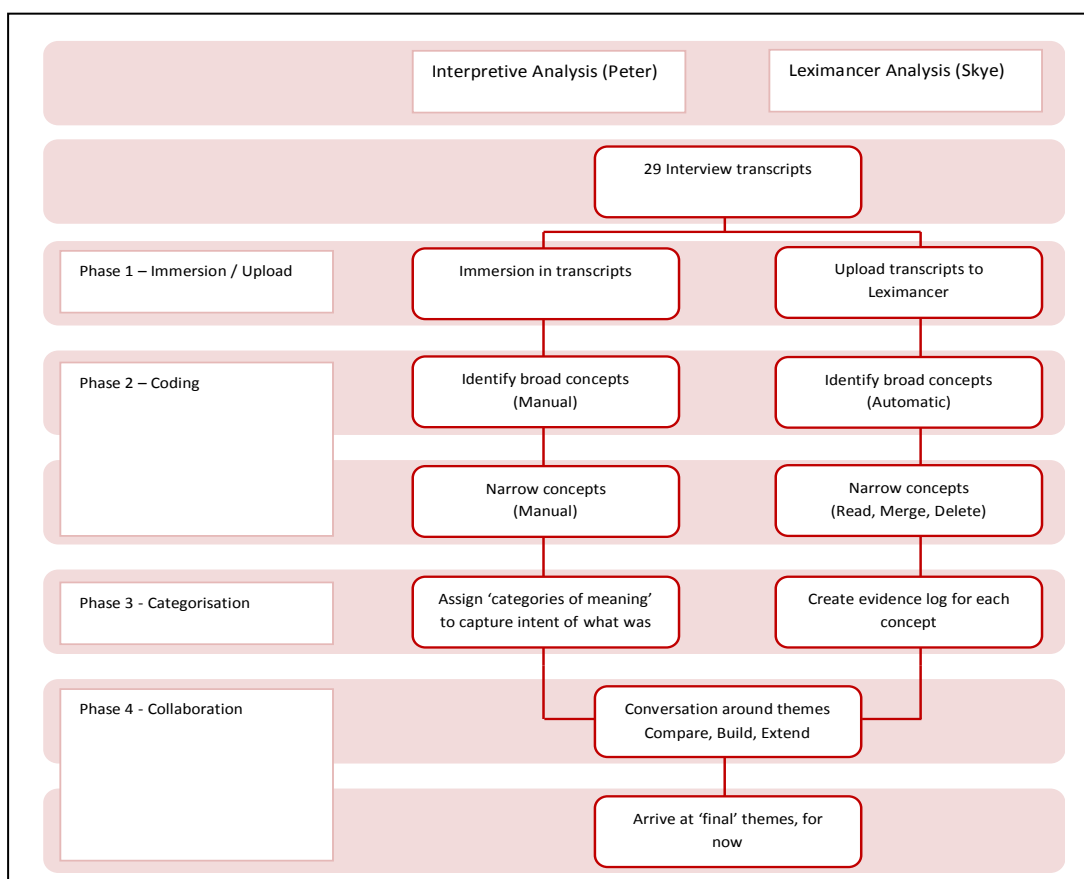 Interpretive Analysis (Peter)
Leximancer Analysis (Skye)
29 Interview transcripts
Phase 1 – Immersion / Upload
Immersion in transcripts
Upload transcripts to
Leximancer
Phase 2 – Coding
Identify broad concepts
(Manual)
Identify broad concepts
(Automatic)
Narrow concepts
(Manual)
Narrow concepts
(Read, Merge, Delete)
Phase 3 - Categorisation
Assign ‘categories of meaning’
to capture intent of what was
Create evidence log for each
concept
Phase 4 - Collaboration
Conversation around themes
Compare, Build, Extend
Arrive at ‘final’ themes, for
now